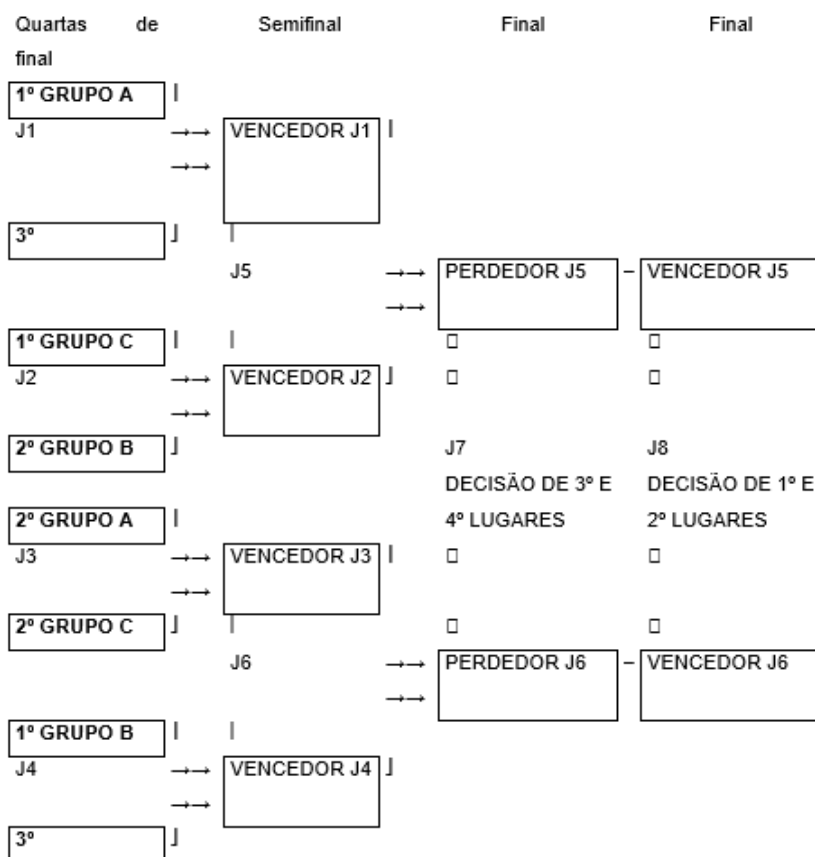 Quartas de Semifinal Final Final
final
1º GRUPO A |
J1 →→ VENCEDOR J1 |
→→
3º ⌋ |
J5 →→ PERDEDOR J5 – VENCEDOR J5
→→
1º GRUPO C | | □ □
J2 →→ VENCEDOR J2 ⌋ □ □
→→
2º GRUPO B ⌋ J7 J8
DECISÃO DE 3º E DECISÃO DE 1º E
2º GRUPO A | 4º LUGARES 2º LUGARES
J3 →→ VENCEDOR J3 | □ □
→→
2º GRUPO C ⌋ | □ □
J6 →→ PERDEDOR J6 – VENCEDOR J6
→→
1º GRUPO B | |
J4 →→ VENCEDOR J4 ⌋
→→
3º ⌋